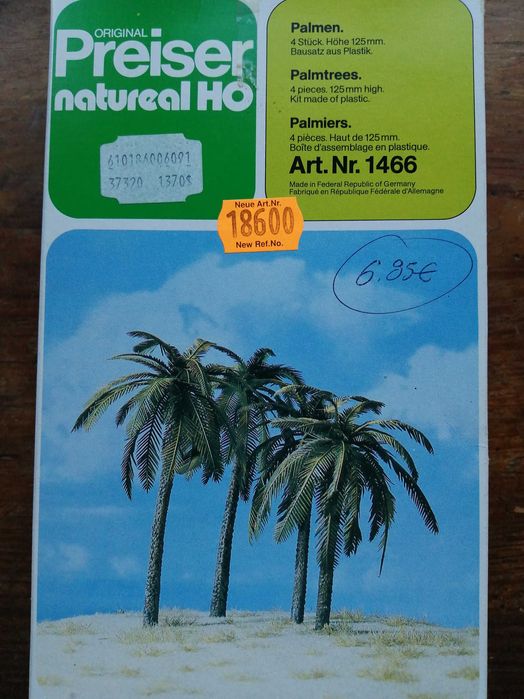 ORIGINAL
Preiser
natureal HO
610186006091
37320 1370$
Palmen.
4 Stück. Höhe 125 mm.
Bausatz aus Plastik.
Palmtrees.
4 pieces. 125 mm high.
Kit made of plastic.
Palmiers.
4 pièces. Haut de 125 mm.
Boîte d'assemblage en plastique.
Art. Nr. 1466
Made in Federal Republic of Germany
Fabriqué en République Fédérale d'Allemagne
Neue Art.Nr.
18600
New Ref.No.
6.95€